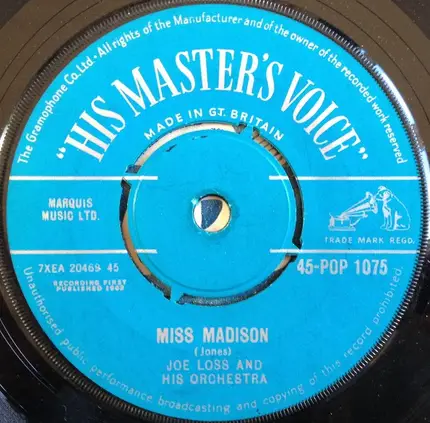 The Gramophone Co. Ltd · All rights of the Manufacturer and of the owner of the recorded work reserved
"HIS MASTER'S VOICE"
MADE IN GT. BRITAIN
MARQUIS
MUSIC LTD.
TRADE MARK REGD.
7XEA 20469 45
45-POP 1075
RECORDING FIRST
PUBLISHED 1962
MISS MADISON
(Jones)
JOE LOSS AND
HIS ORCHESTRA
Unauthorised public performance broadcasting and copying of this record prohibited